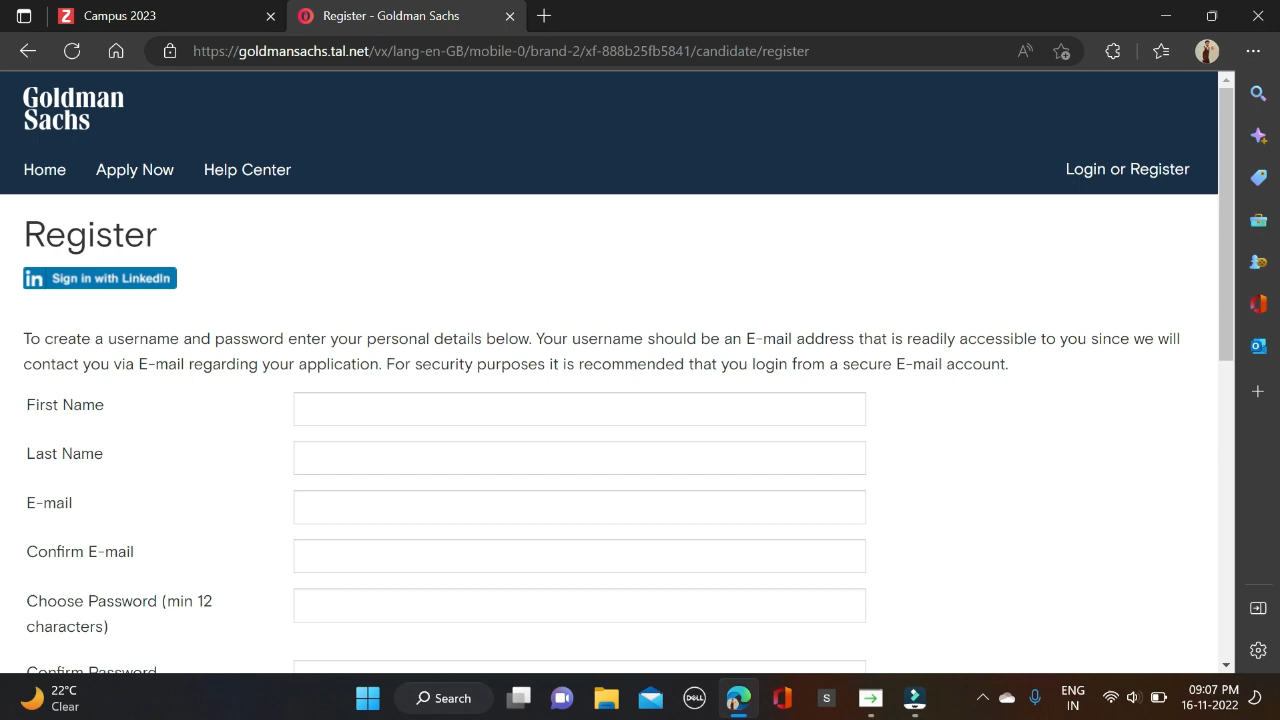 Campus 2023
Register - Goldman Sachs
https://goldmansachs.tal.net/vx/lang-en-GB/mobile-0/brand-2/xf-888b25fb5841/candidate/register
Goldman
Sachs
Home Apply Now Help Center Login or Register
Register
in Sign in with LinkedIn
To create a username and password enter your personal details below. Your username should be an E-mail address that is readily accessible to you since we will
contact you via E-mail regarding your application. For security purposes it is recommended that you login from a secure E-mail account.
First Name
Last Name
E-mail
Confirm E-mail
Choose Password (min 12
characters)
Confirm Password
22°C
Clear
Search
DELL
S
ENG
IN
09:07 PM
16-11-2022